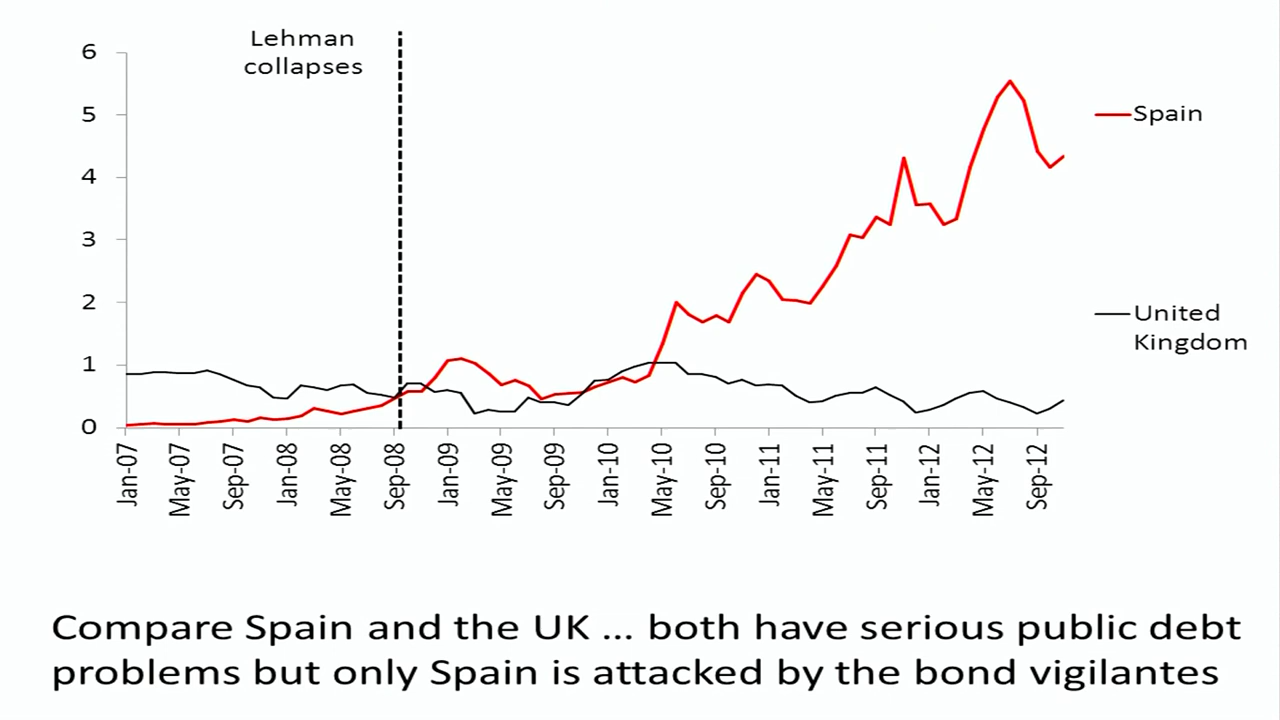 Lehman
collapses
6
5
4
3
2
1
0
Jan-07
May-07
Sep-07
Jan-08
May-08
Sep-08
Jan-09
May-09
Sep-09
Jan-10
May-10
Sep-10
Jan-11
May-11
Sep-11
Jan-12
May-12
Sep-12
Spain
United
Kingdom
Compare Spain and the UK ... both have serious public debt
problems but only Spain is attacked by the bond vigilantes